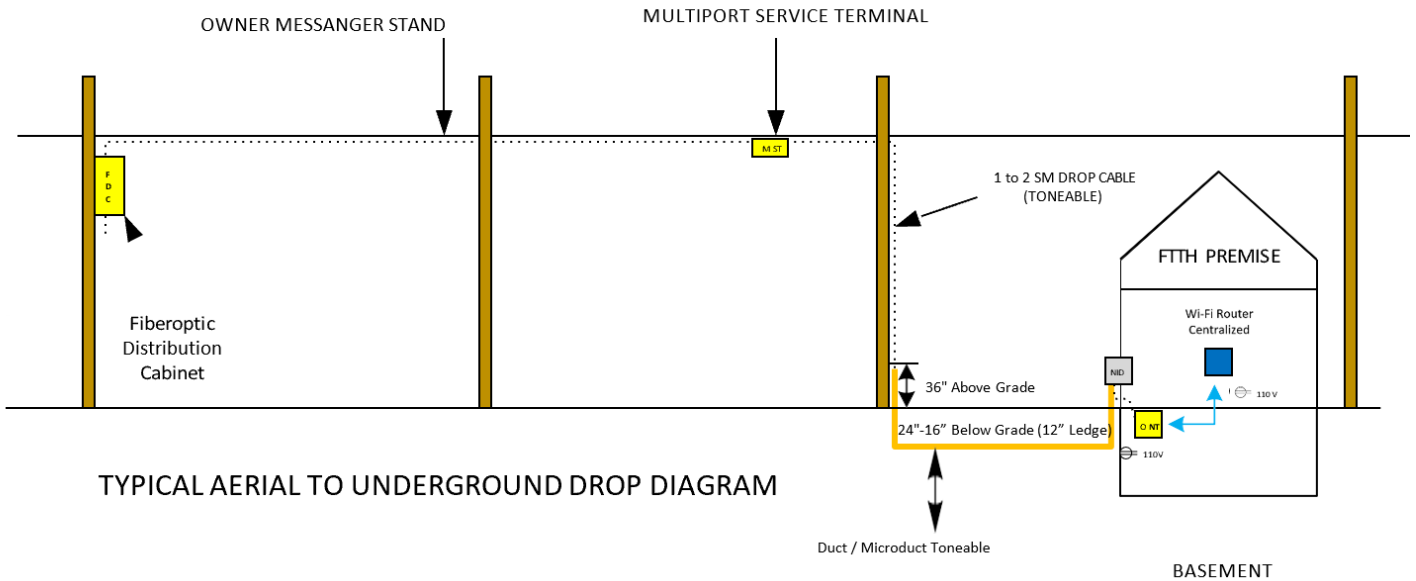 OWNER MESSANGER STAND
MULTIPORT SERVICE TERMINAL
M ST
F
D
C
1 to 2 SM DROP CABLE
(TONEABLE)
FTTH PREMISE
Fiberoptic
Distribution
Cabinet
Wi-Fi Router
Centralized
NID
36" Above Grade
110 V
24"-16” Below Grade (12” Ledge)
O NT
110V
TYPICAL AERIAL TO UNDERGROUND DROP DIAGRAM
Duct / Microduct Toneable
BASEMENT